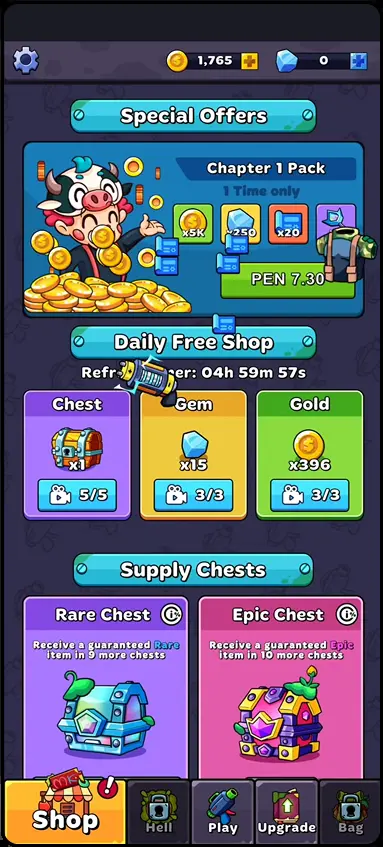 1,765
0
Special Offers
Chapter 1 Pack
1 Time only
x5K
x20
PEN 7.30
Daily Free Shop
04h 59m 57s
Chest
Gem
Gold
x1
x15
x396
5/5
3/3
3/3
Supply Chests
Rare Chest
Epic Chest
Receive a guaranteed Rare
item in 9 more chests
Receive a guaranteed Epic
item in 10 more chests
!
Shop
Hell
Play
Upgrade
Bag